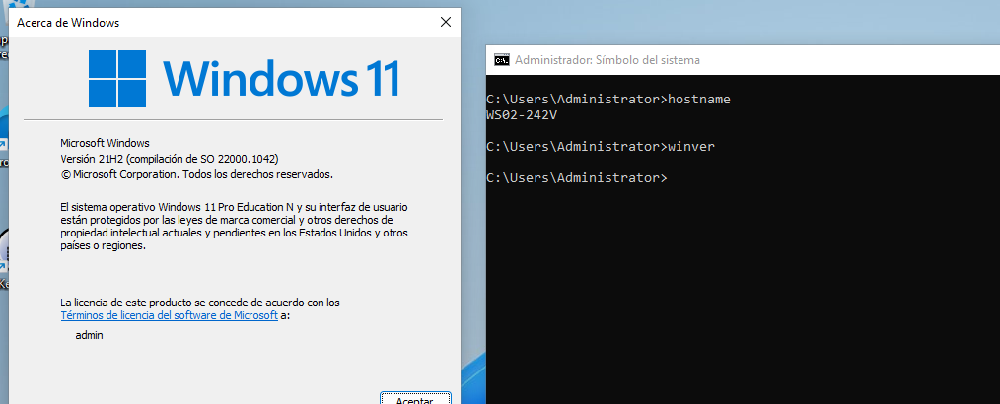 Acerca de Windows
Windows 11
Microsoft Windows
Versión 21H2 (compilación de SO 22000.1042)
© Microsoft Corporation. Todos los derechos reservados.
El sistema operativo Windows 11 Pro Education N y su interfaz de usuario
están protegidos por las leyes de marca comercial y otros derechos de
propiedad intelectual actuales y pendientes en los Estados Unidos y otros
países o regiones.
La licencia de este producto se concede de acuerdo con los
Términos de licencia del software de Microsoft a:
admin
Aceptar
Administrador: Símbolo del sistema
C:\Users\Administrator>hostname
WS02-242V
C:\Users\Administrator>winver
C:\Users\Administrator>